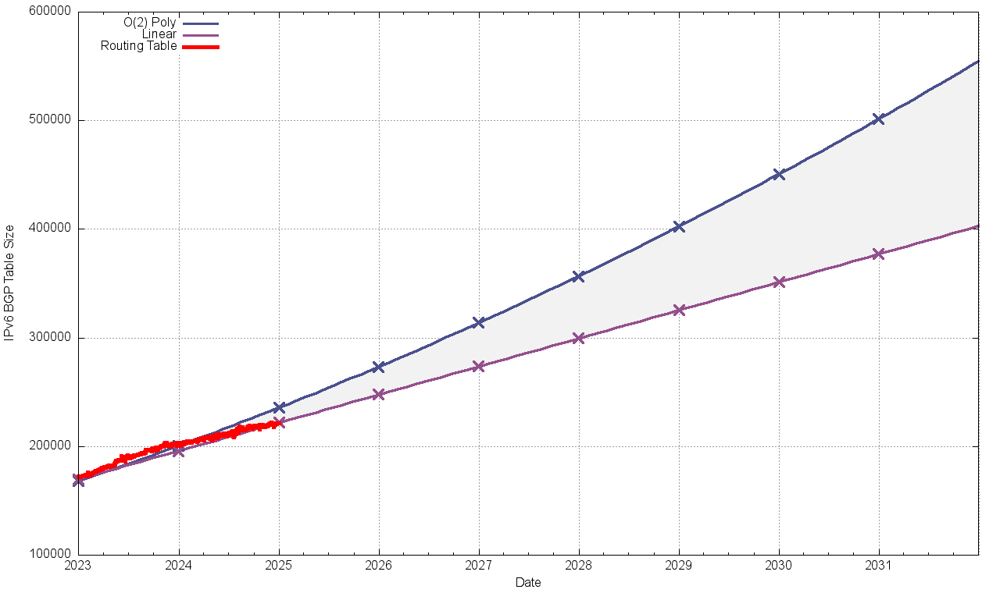 600000
500000
400000
300000
200000
100000
IPv6 BGP Table Size
O(2) Poly
Linear
Routing Table
2023 2024 2025 2026 2027 2028 2029 2030 2031
Date